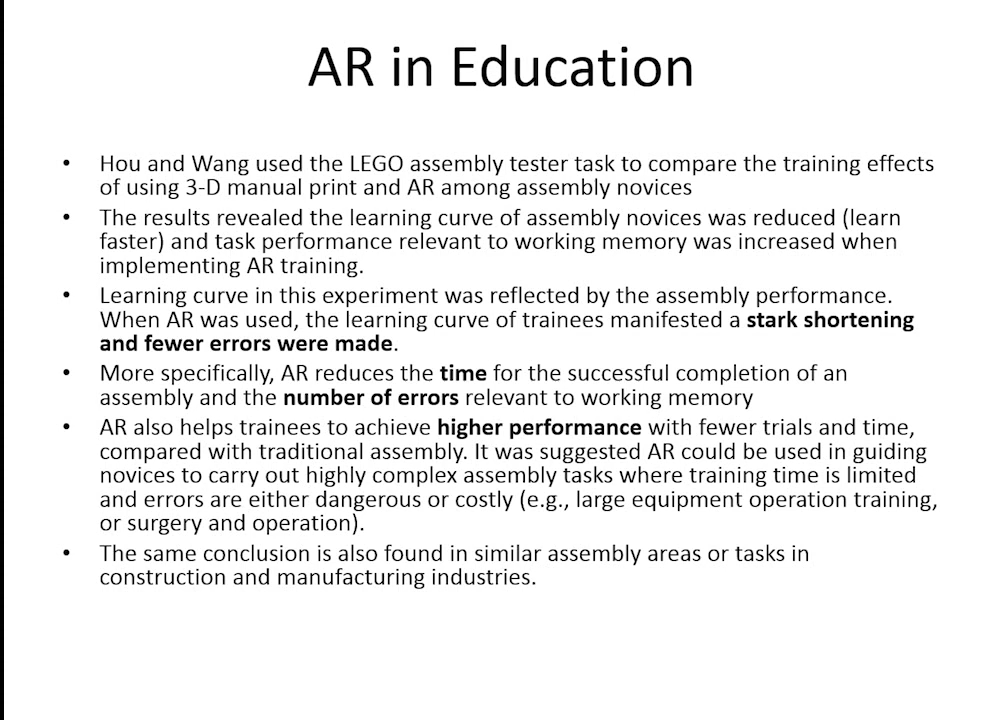 AR in Education
• Hou and Wang used the LEGO assembly tester task to compare the training effects
of using 3-D manual print and AR among assembly novices
• The results revealed the learning curve of assembly novices was reduced (learn
faster) and task performance relevant to working memory was increased when
implementing AR training.
• Learning curve in this experiment was reflected by the assembly performance.
When AR was used, the learning curve of trainees manifested a stark shortening
and fewer errors were made.
• More specifically, AR reduces the time for the successful completion of an
assembly and the number of errors relevant to working memory
• AR also helps trainees to achieve higher performance with fewer trials and time,
compared with traditional assembly. It was suggested AR could be used in guiding
novices to carry out highly complex assembly tasks where training time is limited
and errors are either dangerous or costly (e.g., large equipment operation training,
or surgery and operation).
• The same conclusion is also found in similar assembly areas or tasks in
construction and manufacturing industries.